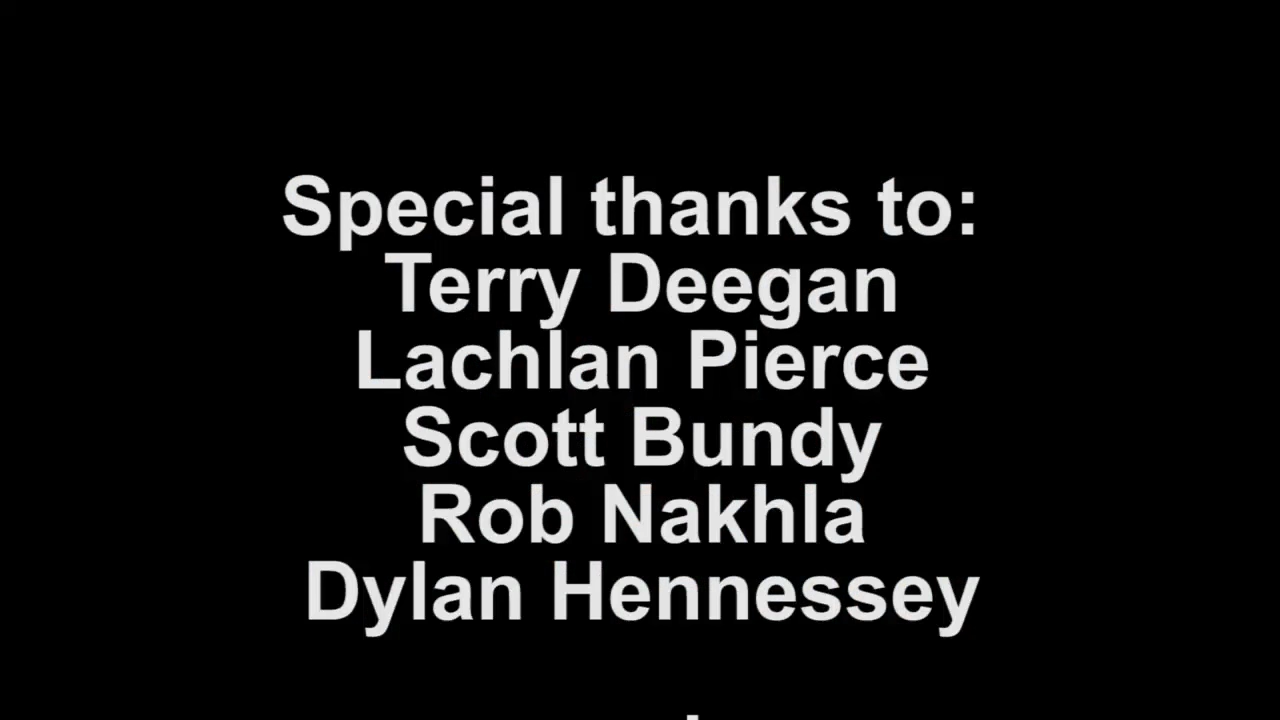 Special thanks to:
Terry Deegan
Lachlan Pierce
Scott Bundy
Rob Nakhla
Dylan Hennessey